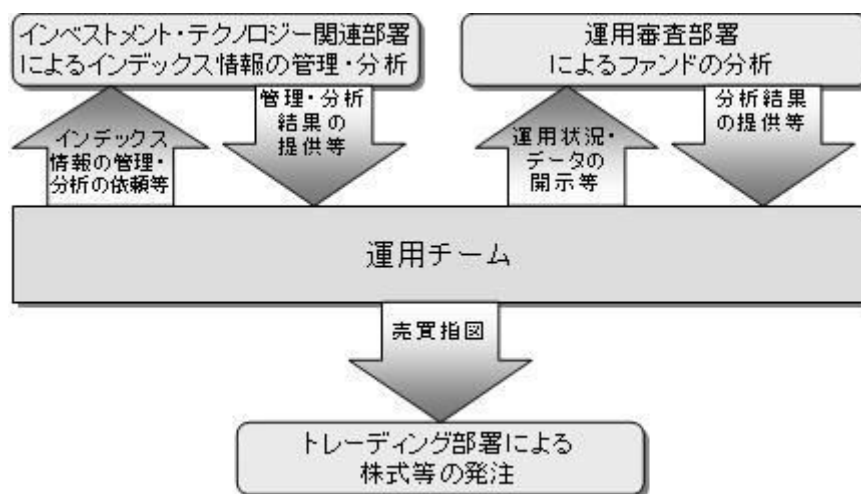 インベストメント・テクノロジー関連部署
によるインデックス情報の管理・分析
運用審査部署
によるファンドの分析
インデックス
情報の管理・
分析の依頼等
管理・分析
結果の
提供等
運用状況・
データの
開示等
分析結果
の提供等
運用チーム
売買指図
トレーディング部署による
株式等の発注